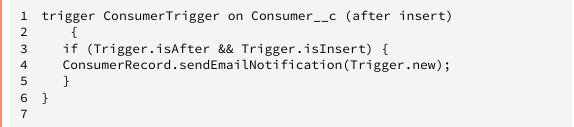 1 trigger ConsumerTrigger on Consumer__c (after insert)
2     {
3    if (Trigger.isAfter && Trigger.isInsert) {
4    ConsumerRecord.sendEmailNotification(Trigger.new);
5    }
6 }
7